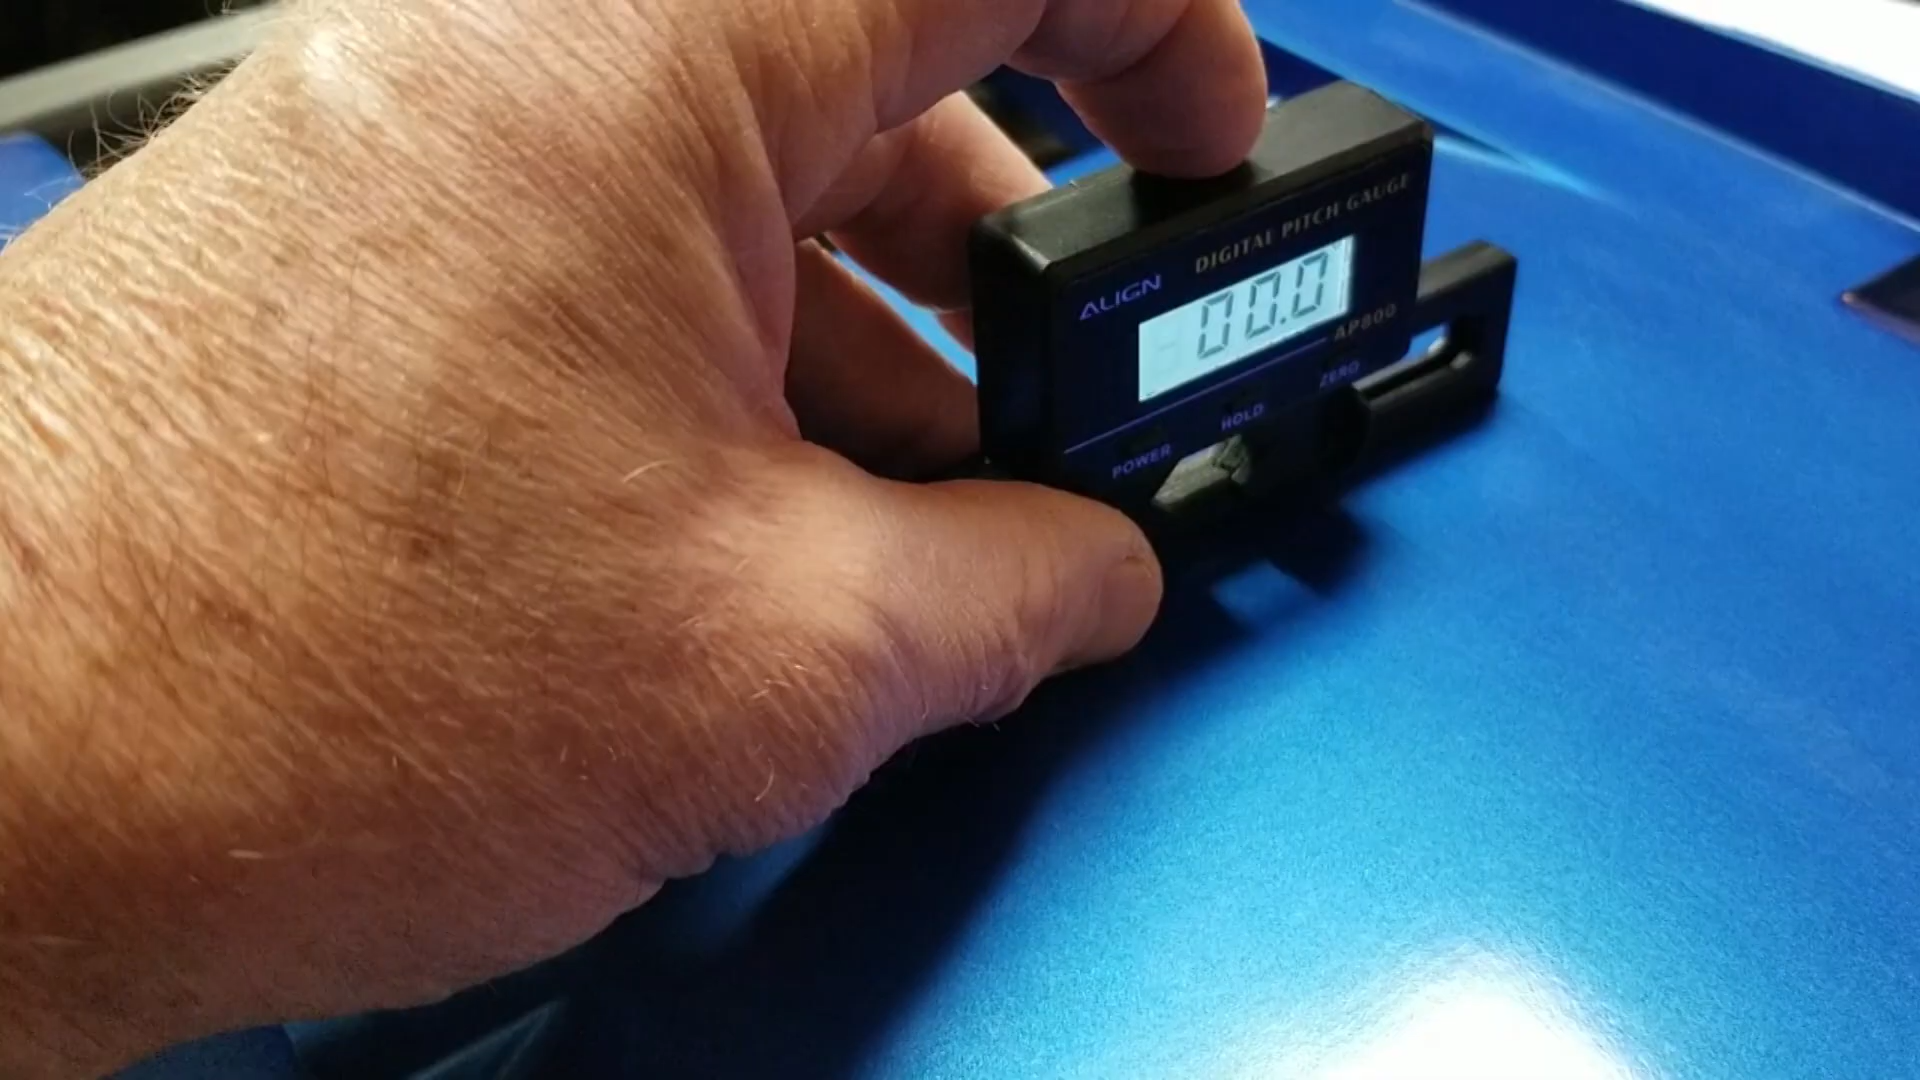 DIGITAL PITCH GAUGE
ALIGN
00.0
AP800
POWER HOLD ZERO